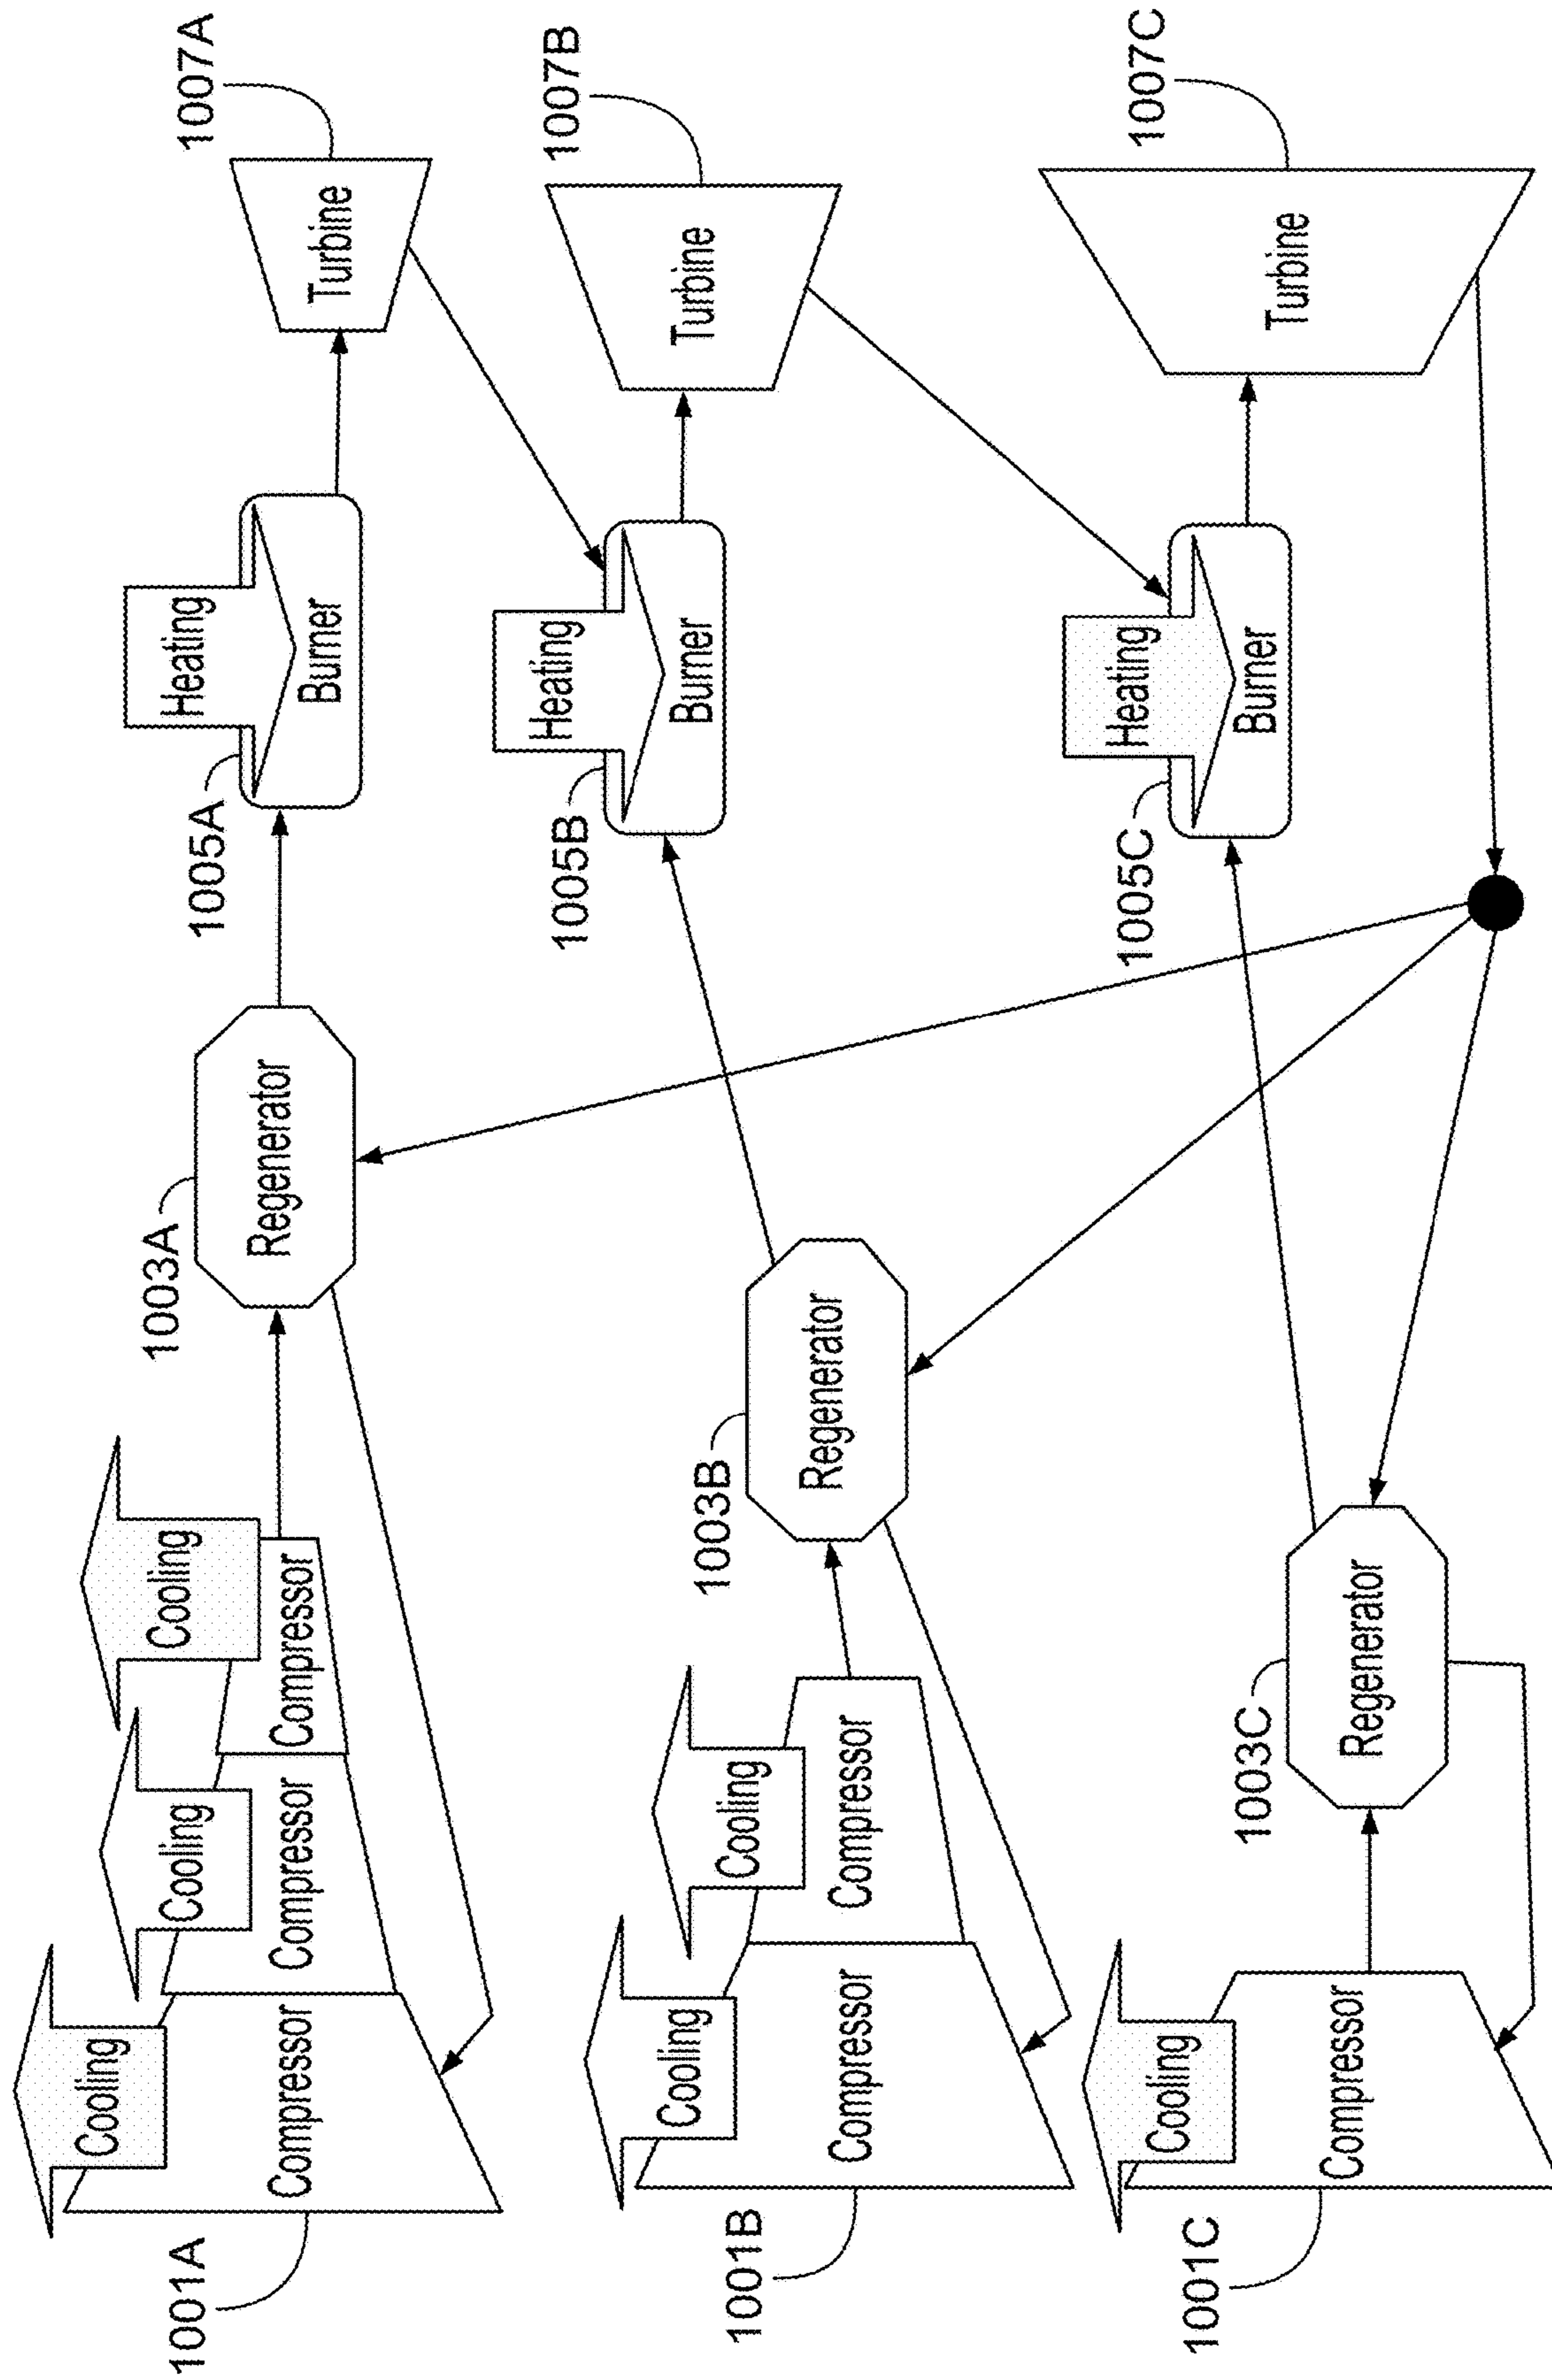 1001A
Compressor
Cooling
Compressor
Cooling
Compressor
Cooling
1003A
Regenerator
1005A
Heating
Burner
Turbine
1007A
1001B
Compressor
Cooling
Compressor
Cooling
1003B
Regenerator
1005B
Heating
Burner
Turbine
1007B
1001C
Compressor
Cooling
1003C
Regenerator
1005C
Heating
Burner
Turbine
1007C